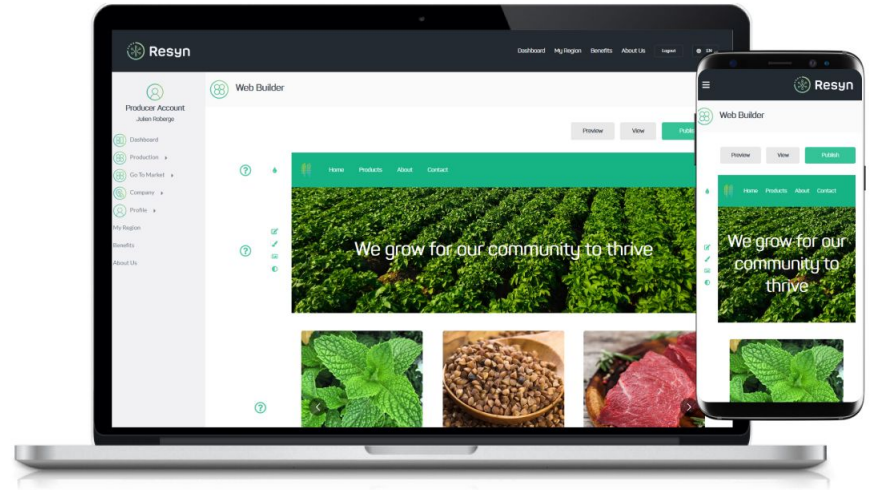 Resyn
Dashboard My Region Benefits About Us Logout EN
Producer Account
Julien Roberge
Dashboard
Production
Go To Market
Company
Profile
My Region
Benefits
About Us
Web Builder
Preview View Publi
Home Products About Contact
We grow for our community to thrive
Resyn
Web Builder
Preview View Publish
Home Products About Contact
We grow for our
community to
thrive